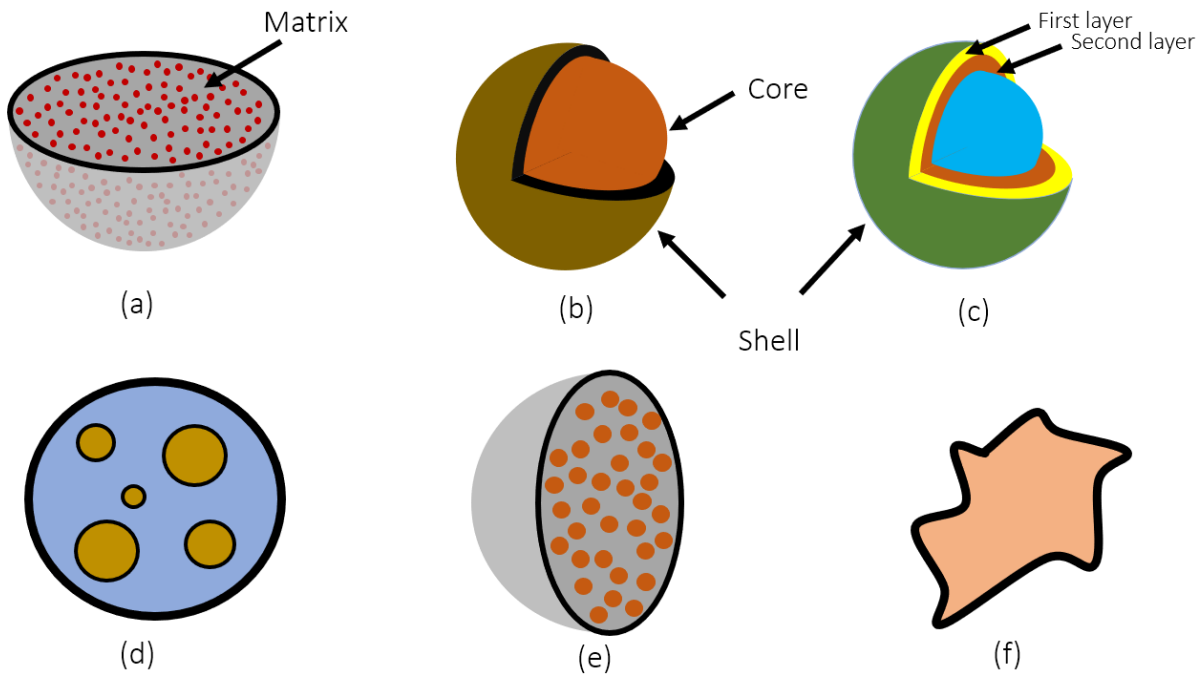 Matrix
Core
First layer
Second layer
(a)
(b)
(c)
Shell
(d)
(e)
(f)